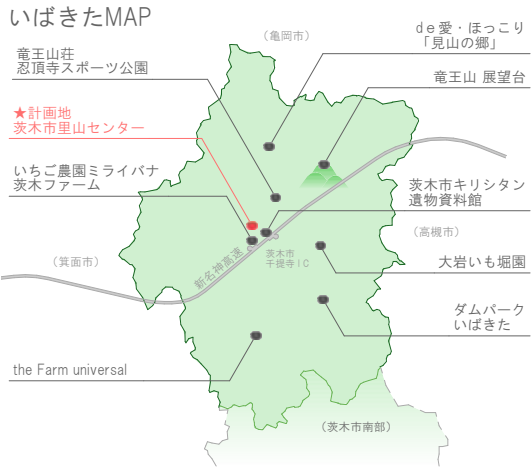 いばきたMAP
(亀岡市)
de愛・ほっこり
「見山の郷」
竜王山荘
忍頂寺スポーツ公園
竜王山 展望台
★計画地
茨木市里山センター
いちご農園ミライバナ
茨木ファーム
茨木市キリシタン
遺物資料館
(高槻市)
(箕面市)
新名神高速
茨木市
千提寺IC
大岩いも堀園
ダムパーク
いばきた
the Farm universal
(茨木市南部)